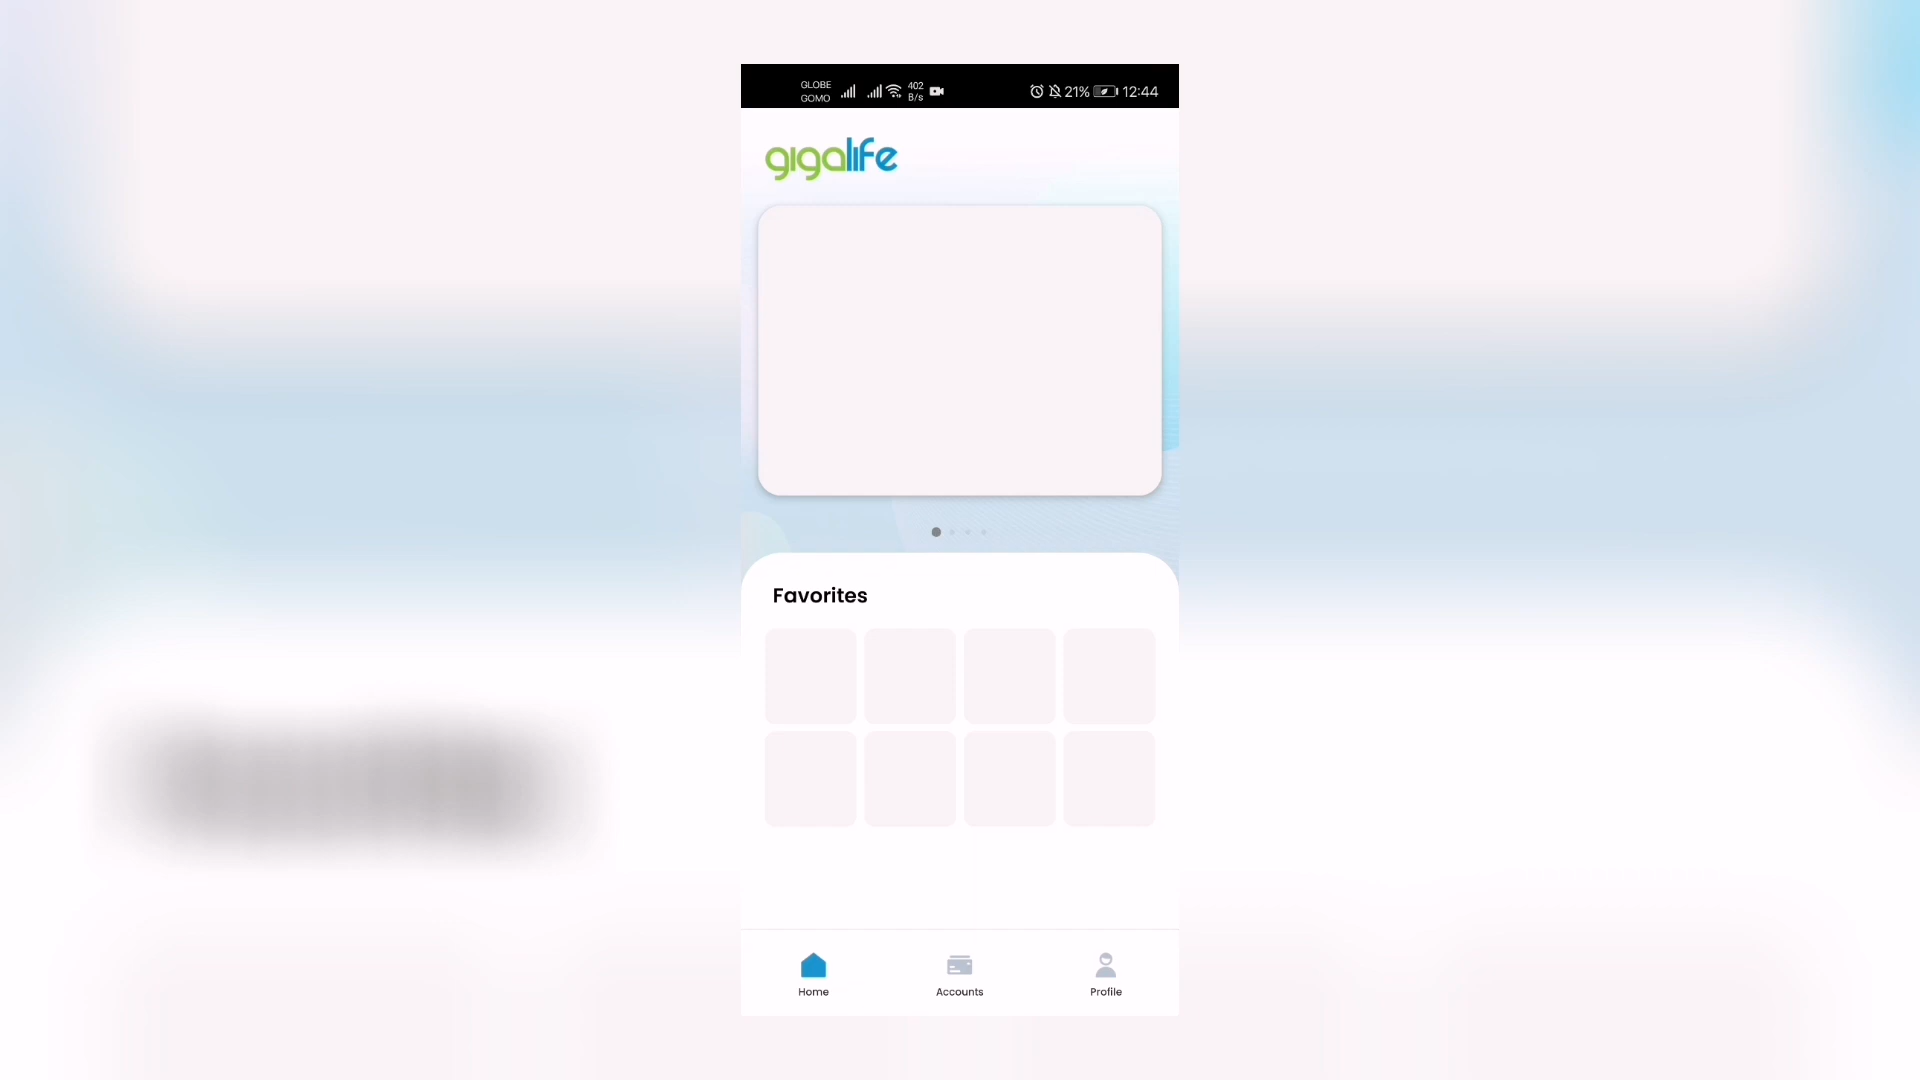 GLOBE
GOMO
402
B/s
21%
12:44
gigalife
Favorites
Home
Accounts
Profile